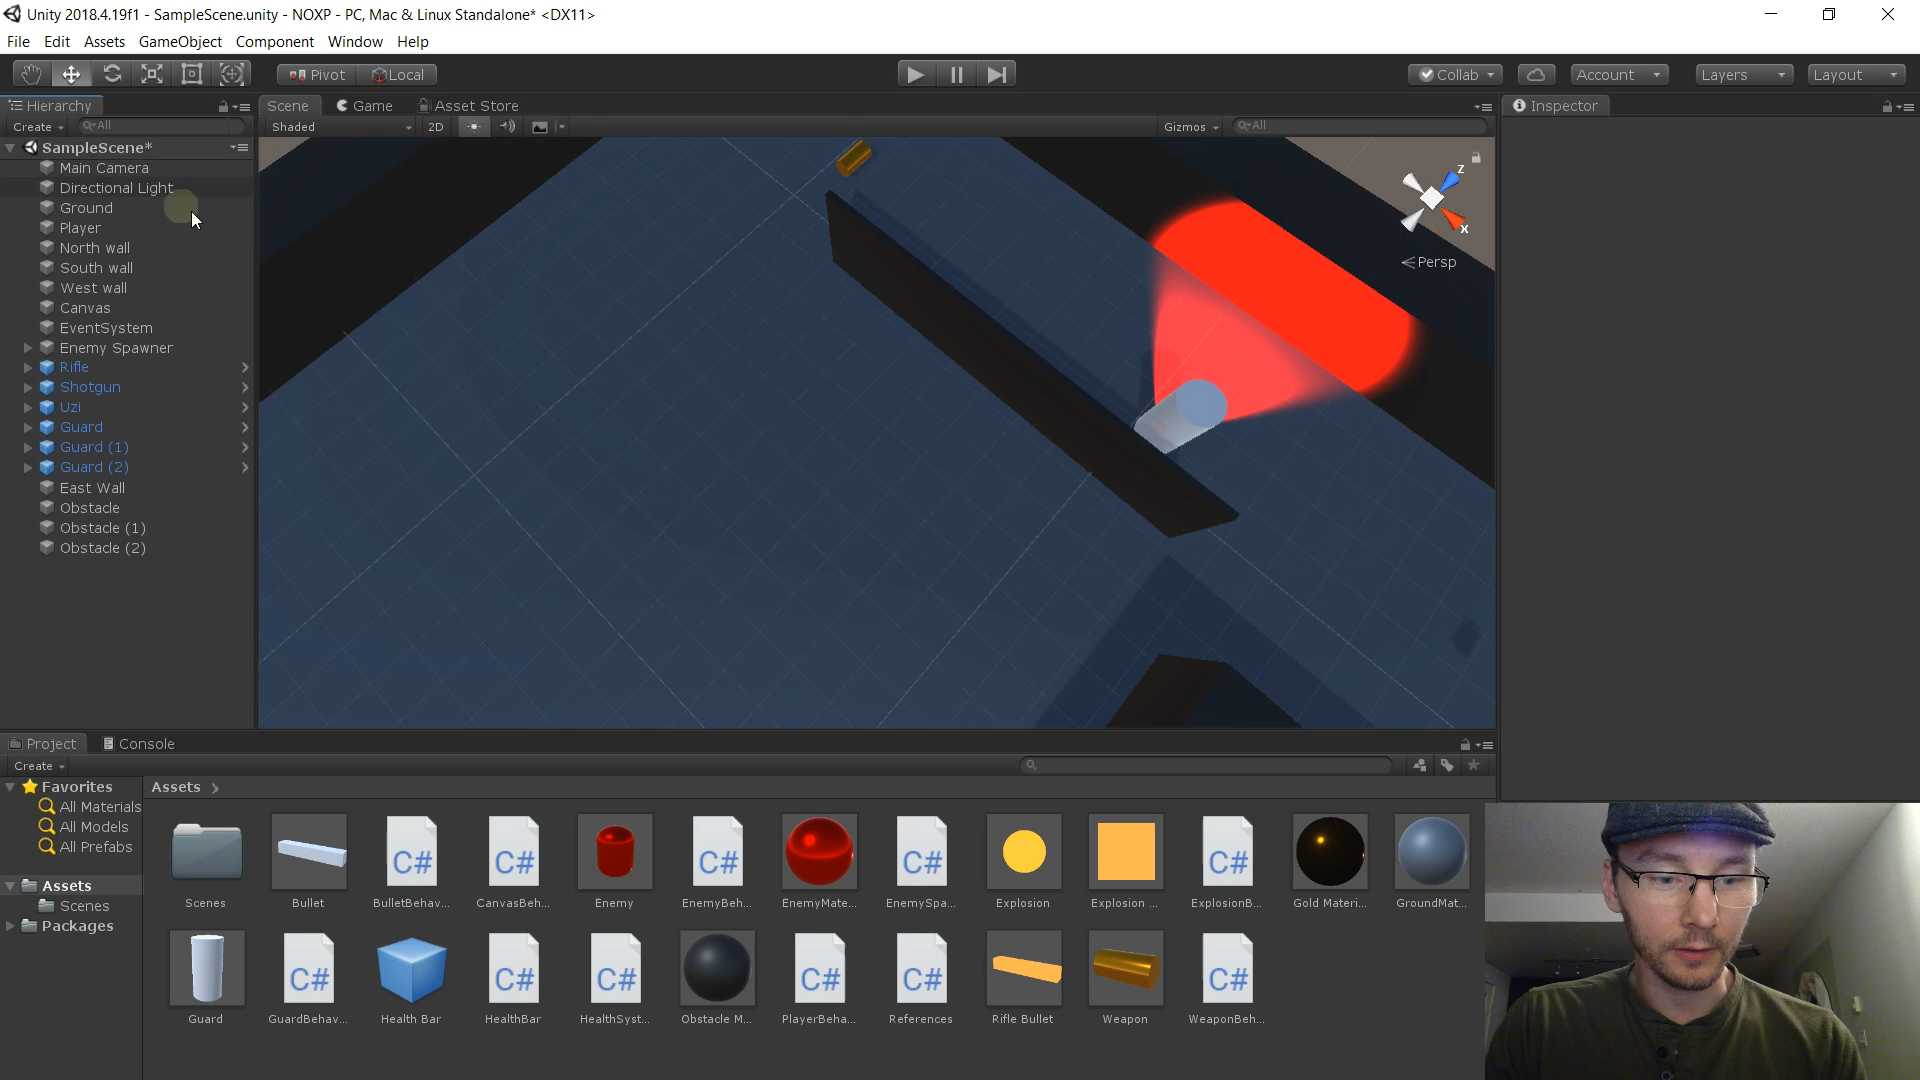 Unity 2018.4.19f1 - SampleScene.unity - NOXP - PC, Mac & Linux Standalone* <DX11>
File Edit Assets GameObject Component Window Help
Pivot Local Collab Account Layers Layout
Hierarchy Scene Game Asset Store Inspector
Create All Shaded 2D Gizmos All
SampleScene*
Main Camera
Directional Light
Ground
Player
North wall
South wall
West wall
Canvas
EventSystem
Enemy Spawner
Rifle
Shotgun
Uzi
Guard
Guard (1)
Guard (2)
East Wall
Obstacle
Obstacle (1)
Obstacle (2)
z
x
Persp
Project Console
Create
Favorites
All Materials
All Models
All Prefabs
Assets
Scenes
Packages
Assets
C# C# C# C# C#
Scenes Bullet BulletBehav... CanvasBeh... Enemy EnemyBeh... EnemyMate... EnemySpa... Explosion Explosion ... ExplosionB... Gold Materi... GroundMat...
C# C# C# C# C# C#
Guard GuardBehav... Health Bar HealthBar HealthSyst... Obstacle M... PlayerBeha... References Rifle Bullet Weapon WeaponBeh...